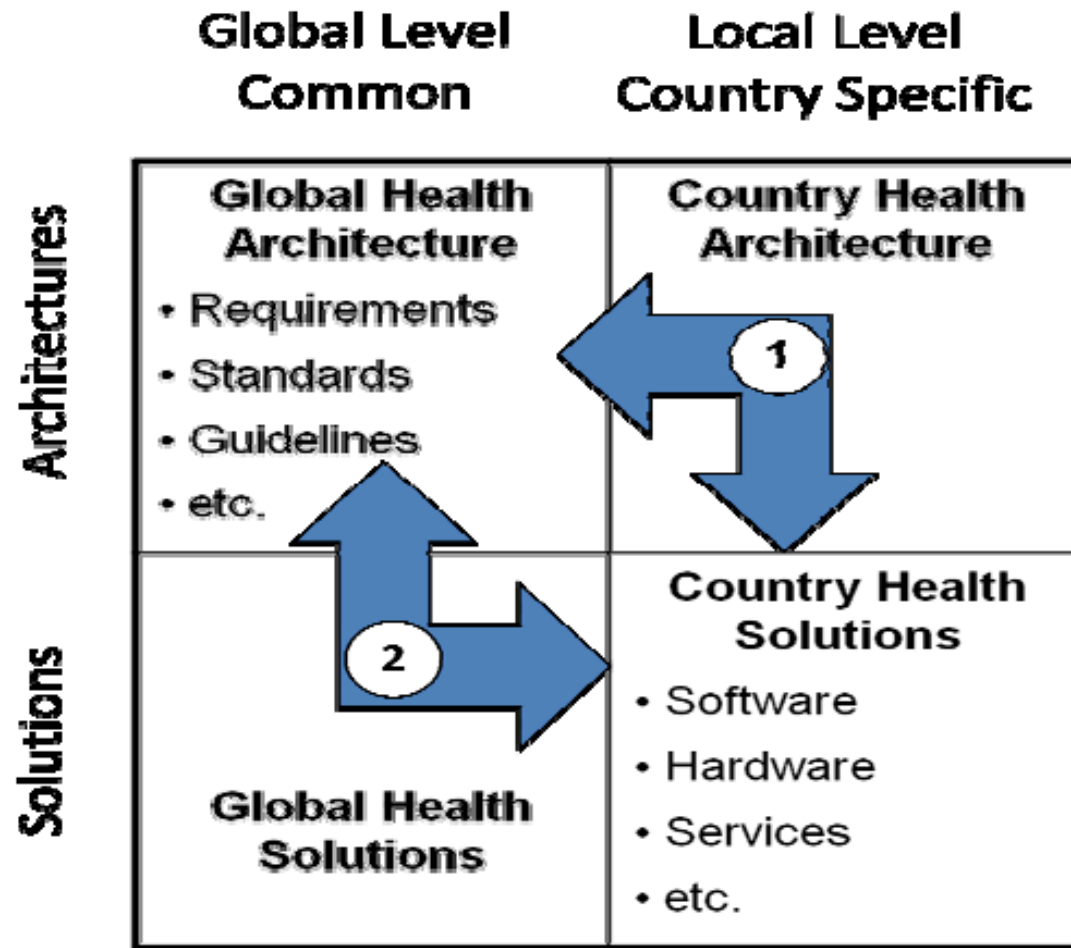 Global Level
Common
Local Level
Country Specific
Architectures
Global Health
Architecture
• Requirements
• Standards
• Guidelines
• etc.
Country Health
Architecture
1
Solutions
2
Global Health
Solutions
Country Health
Solutions
• Software
• Hardware
• Services
• etc.